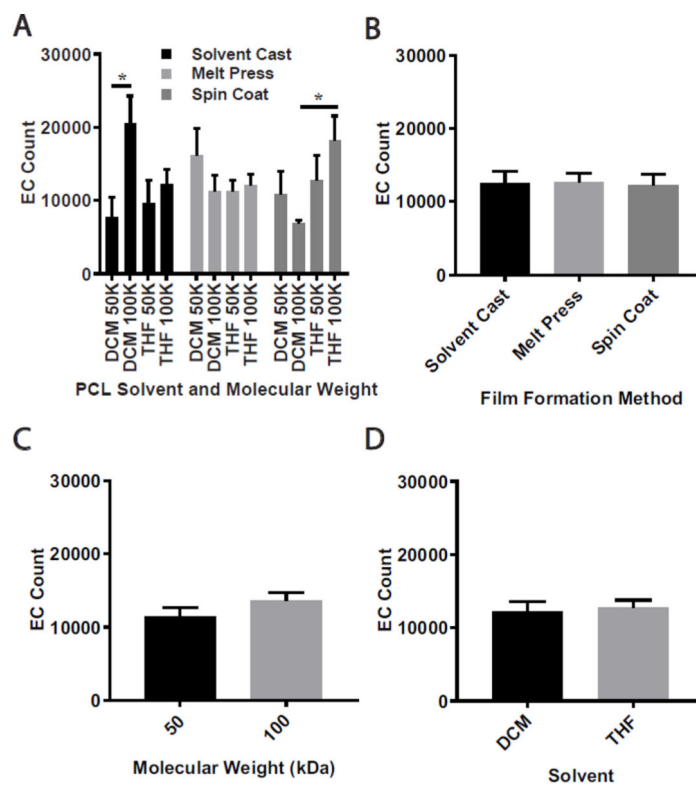 A
30000
20000
10000
0
EC Count
Solvent Cast
Melt Press
Spin Coat
*
*
DCM 50K
DCM 100K
THF 50K
THF 100K
DCM 50K
DCM 100K
THF 50K
THF 100K
DCM 50K
DCM 100K
THF 50K
THF 100K
PCL Solvent and Molecular Weight
B
30000
20000
10000
0
EC Count
Solvent Cast
Melt Press
Spin Coat
Film Formation Method
C
30000
20000
10000
0
EC Count
50
100
Molecular Weight (kDa)
D
30000
20000
10000
0
EC Count
DCM
THF
Solvent